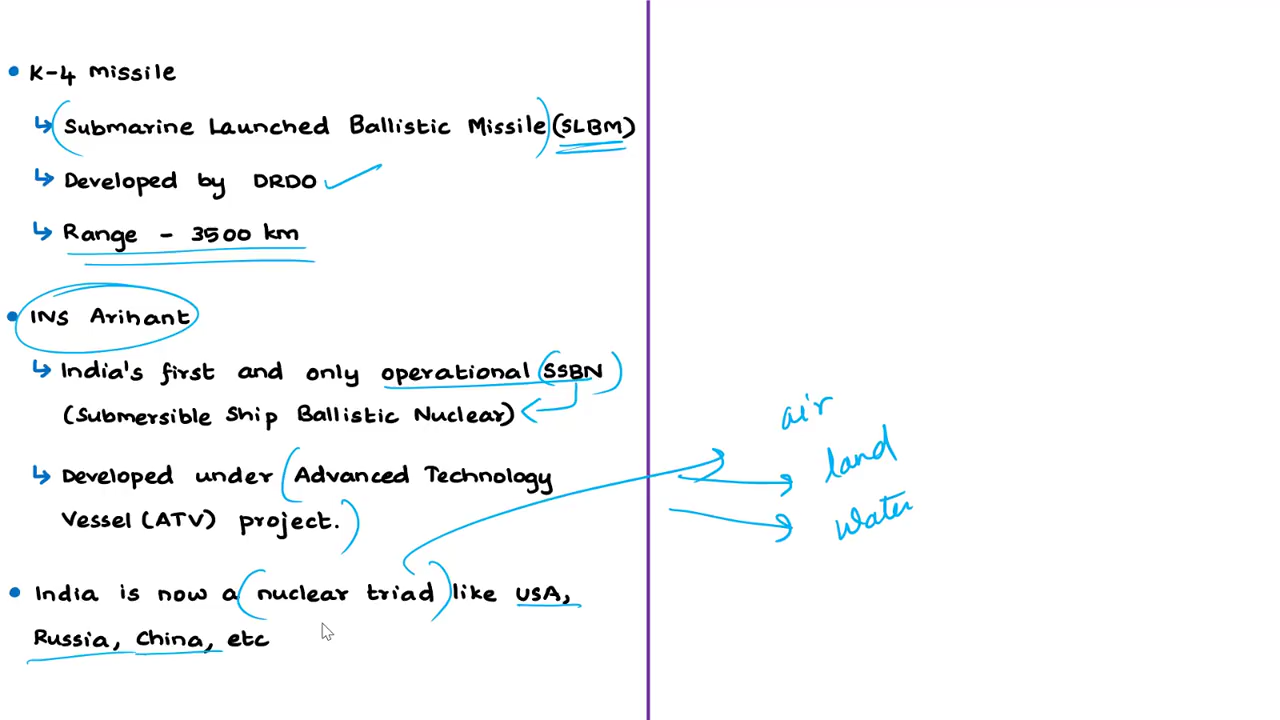 K-4 missile
Submarine Launched Ballistic Missile (SLBM)
Developed by DRDO
Range - 3500 km
INS Arihant
India's first and only operational SSBN
(Submersible Ship Ballistic Nuclear)
Developed under Advanced Technology
Vessel (ATV) project.
India is now a nuclear triad like USA,
Russia, China, etc
air
land
water